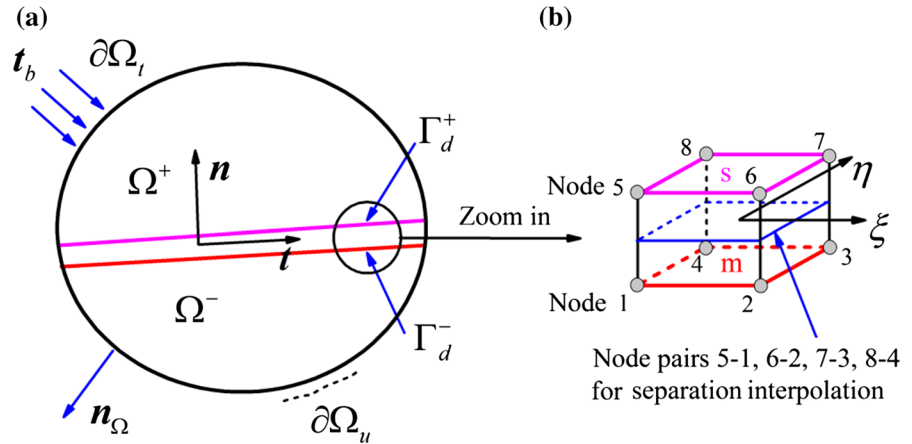 (a)
t_b
∂Ω_t
Ω⁺
n
Γ_d⁺
t
Zoom in
Ω⁻
Γ_d⁻
n_Ω
∂Ω_u
(b)
8
7
s
6
η
Node 5
ξ
4
m
3
Node 1
2
Node pairs 5-1, 6-2, 7-3, 8-4
for separation interpolation